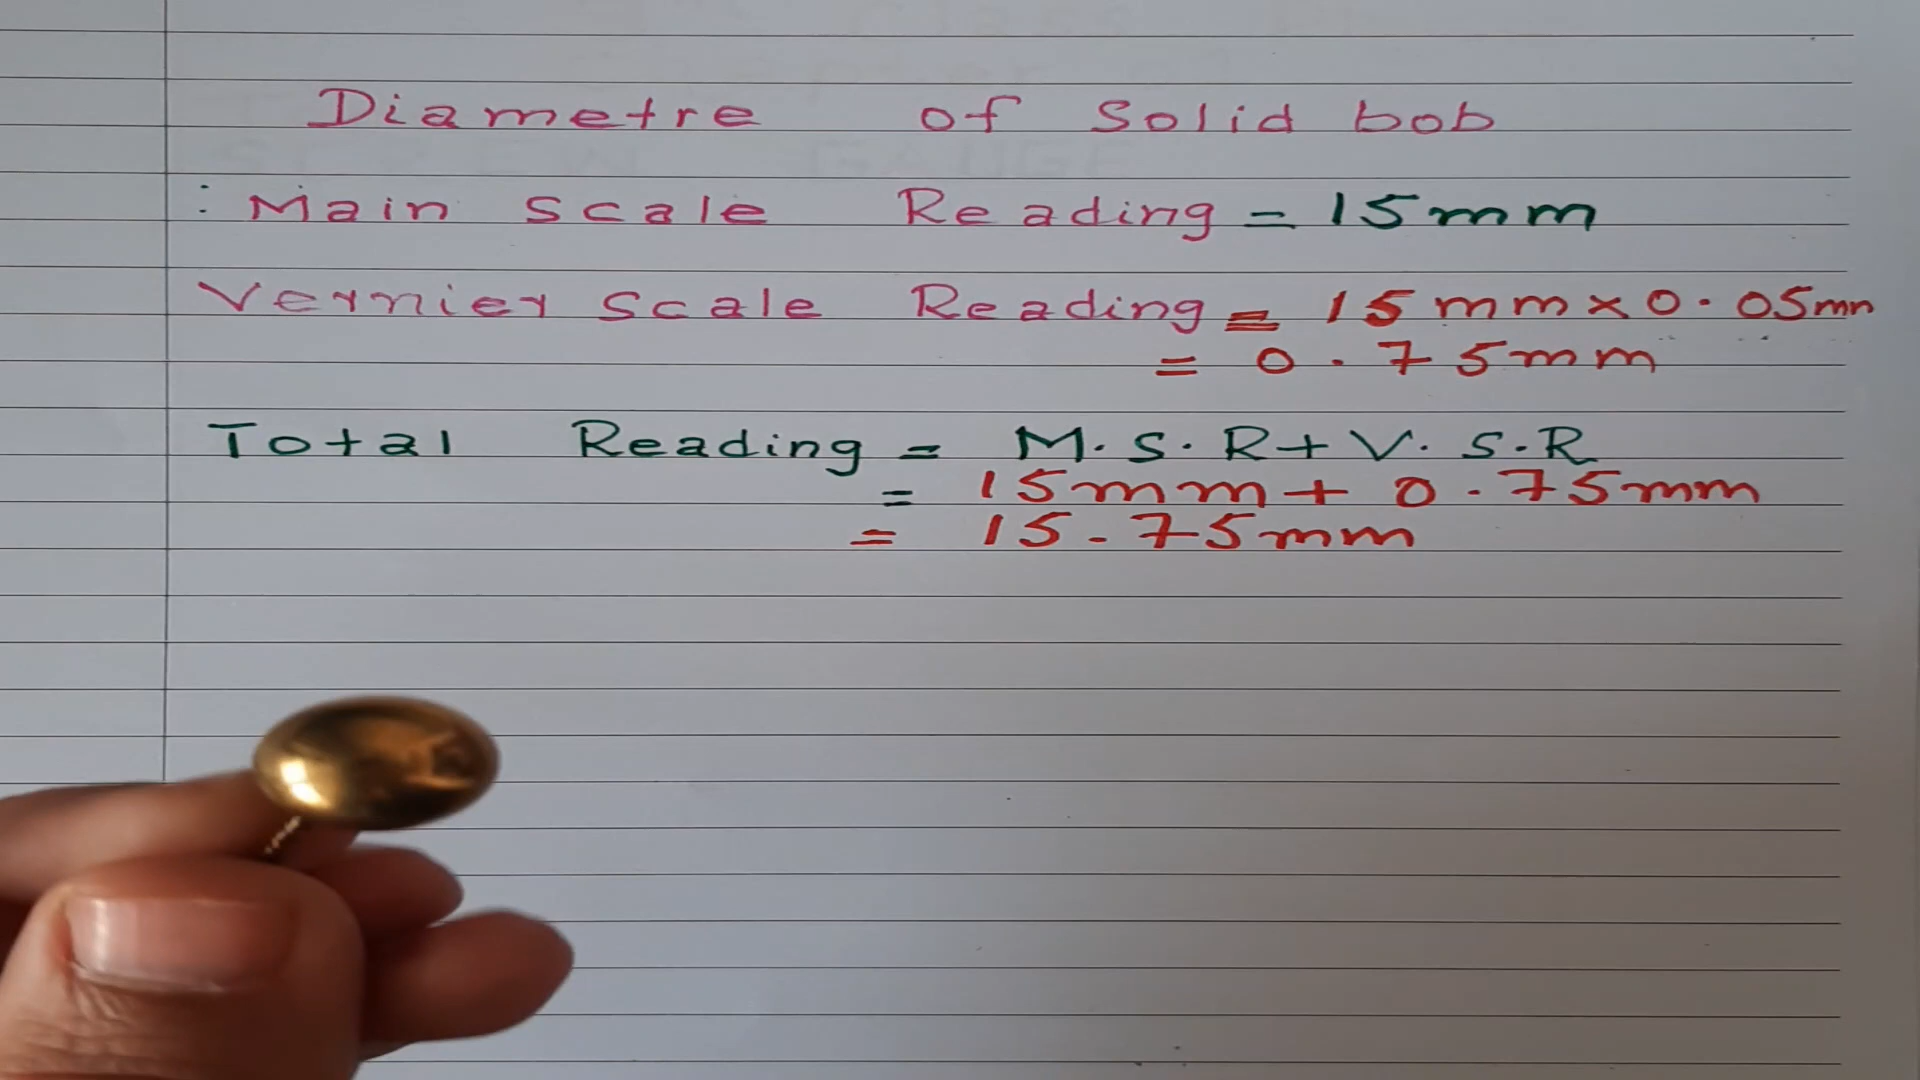 Diametre of Solid bob
: Main Scale Reading = 15mm
Vernier Scale Reading = 15mm x 0.05mm
= 0.75mm
Total Reading = M.S.R + V.S.R
= 15mm + 0.75mm
= 15.75mm